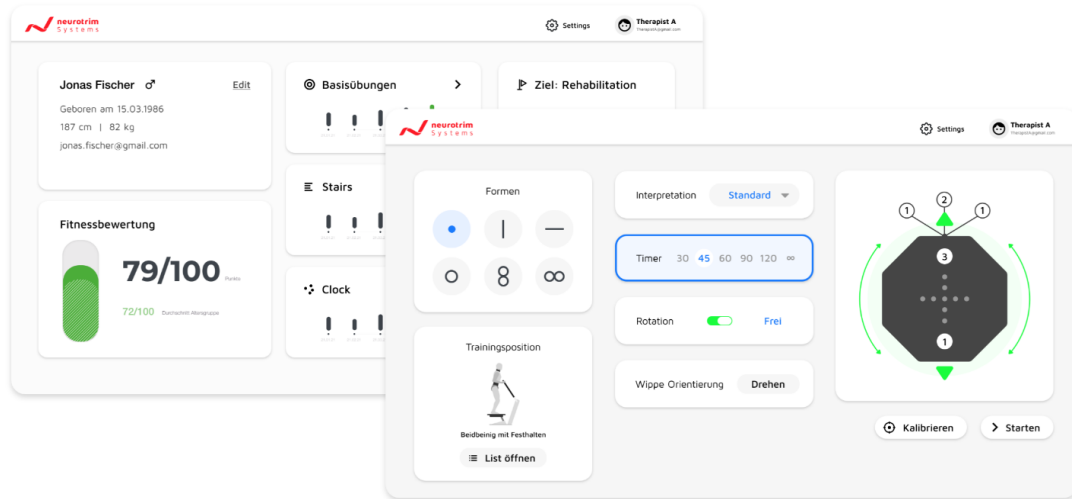 neurotrim
Systems
Settings
Therapist A
Jonas Fischer
Edit
Geboren am 15.03.1986
187 cm | 82 kg
jonas.fischer@gmail.com
Fitnessbewertung
79/100
Punkte
72/100
Durchschnitt Altersgruppe
Basisübungen
Ziel: Rehabilitation
Stairs
Clock
neurotrim
Systems
Settings
Therapist A
Formen
Trainingsposition
Beidbeinig mit Festhalten
List öffnen
Interpretation
Standard
Timer 30 45 60 90 120 ∞
Rotation
Frei
Wippe Orientierung
Drehen
1 2 1
3
1
Kalibrieren
Starten